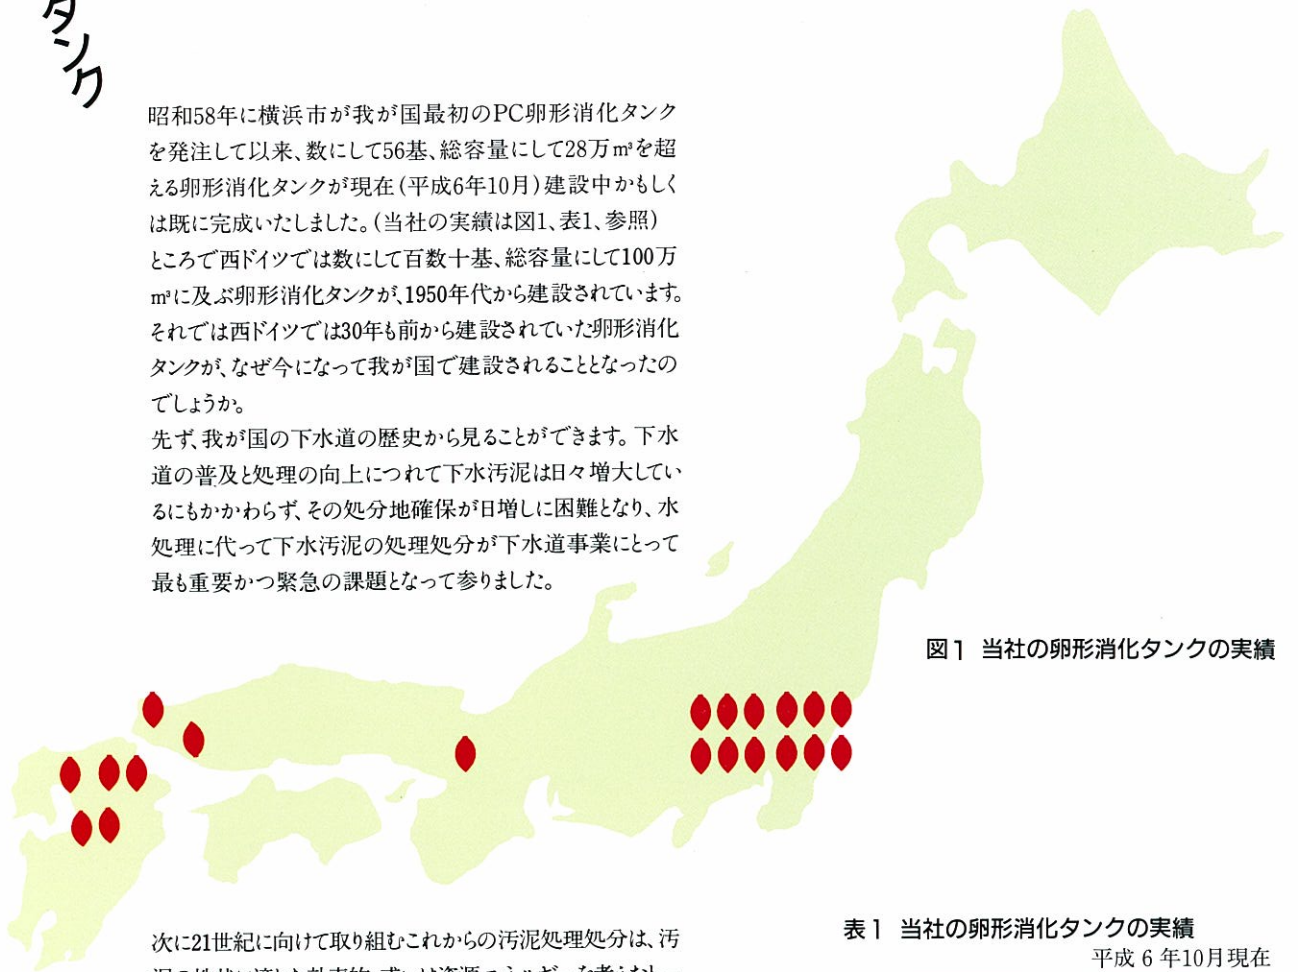 タンク
昭和58年に横浜市が我が国最初のPC卵形消化タンク
を発注して以来、数にして56基、総容量にして28万㎥を超
える卵形消化タンクが現在(平成6年10月)建設中かもしく
は既に完成いたしました。(当社の実績は図1、表1、参照)
ところで西ドイツでは数にして百数十基、総容量にして100万
㎥に及ぶ卵形消化タンクが、1950年代から建設されています。
それでは西ドイツでは30年も前から建設されていた卵形消化
タンクが、なぜ今になって我が国で建設されることとなったの
でしょうか。
先ず、我が国の下水道の歴史から見ることができます。下水
道の普及と処理の向上につれて下水汚泥は日々増大してい
るにもかかわらず、その処分地確保が日増しに困難となり、水
処理に代って下水汚泥の処理処分が下水道事業にとって
最も重要かつ緊急の課題となって参りました。
図1 当社の卵形消化タンクの実績
次に21世紀に向けて取り組むこれからの汚泥処理処分は、汚
表1 当社の卵形消化タンクの実績
平成6年10月現在